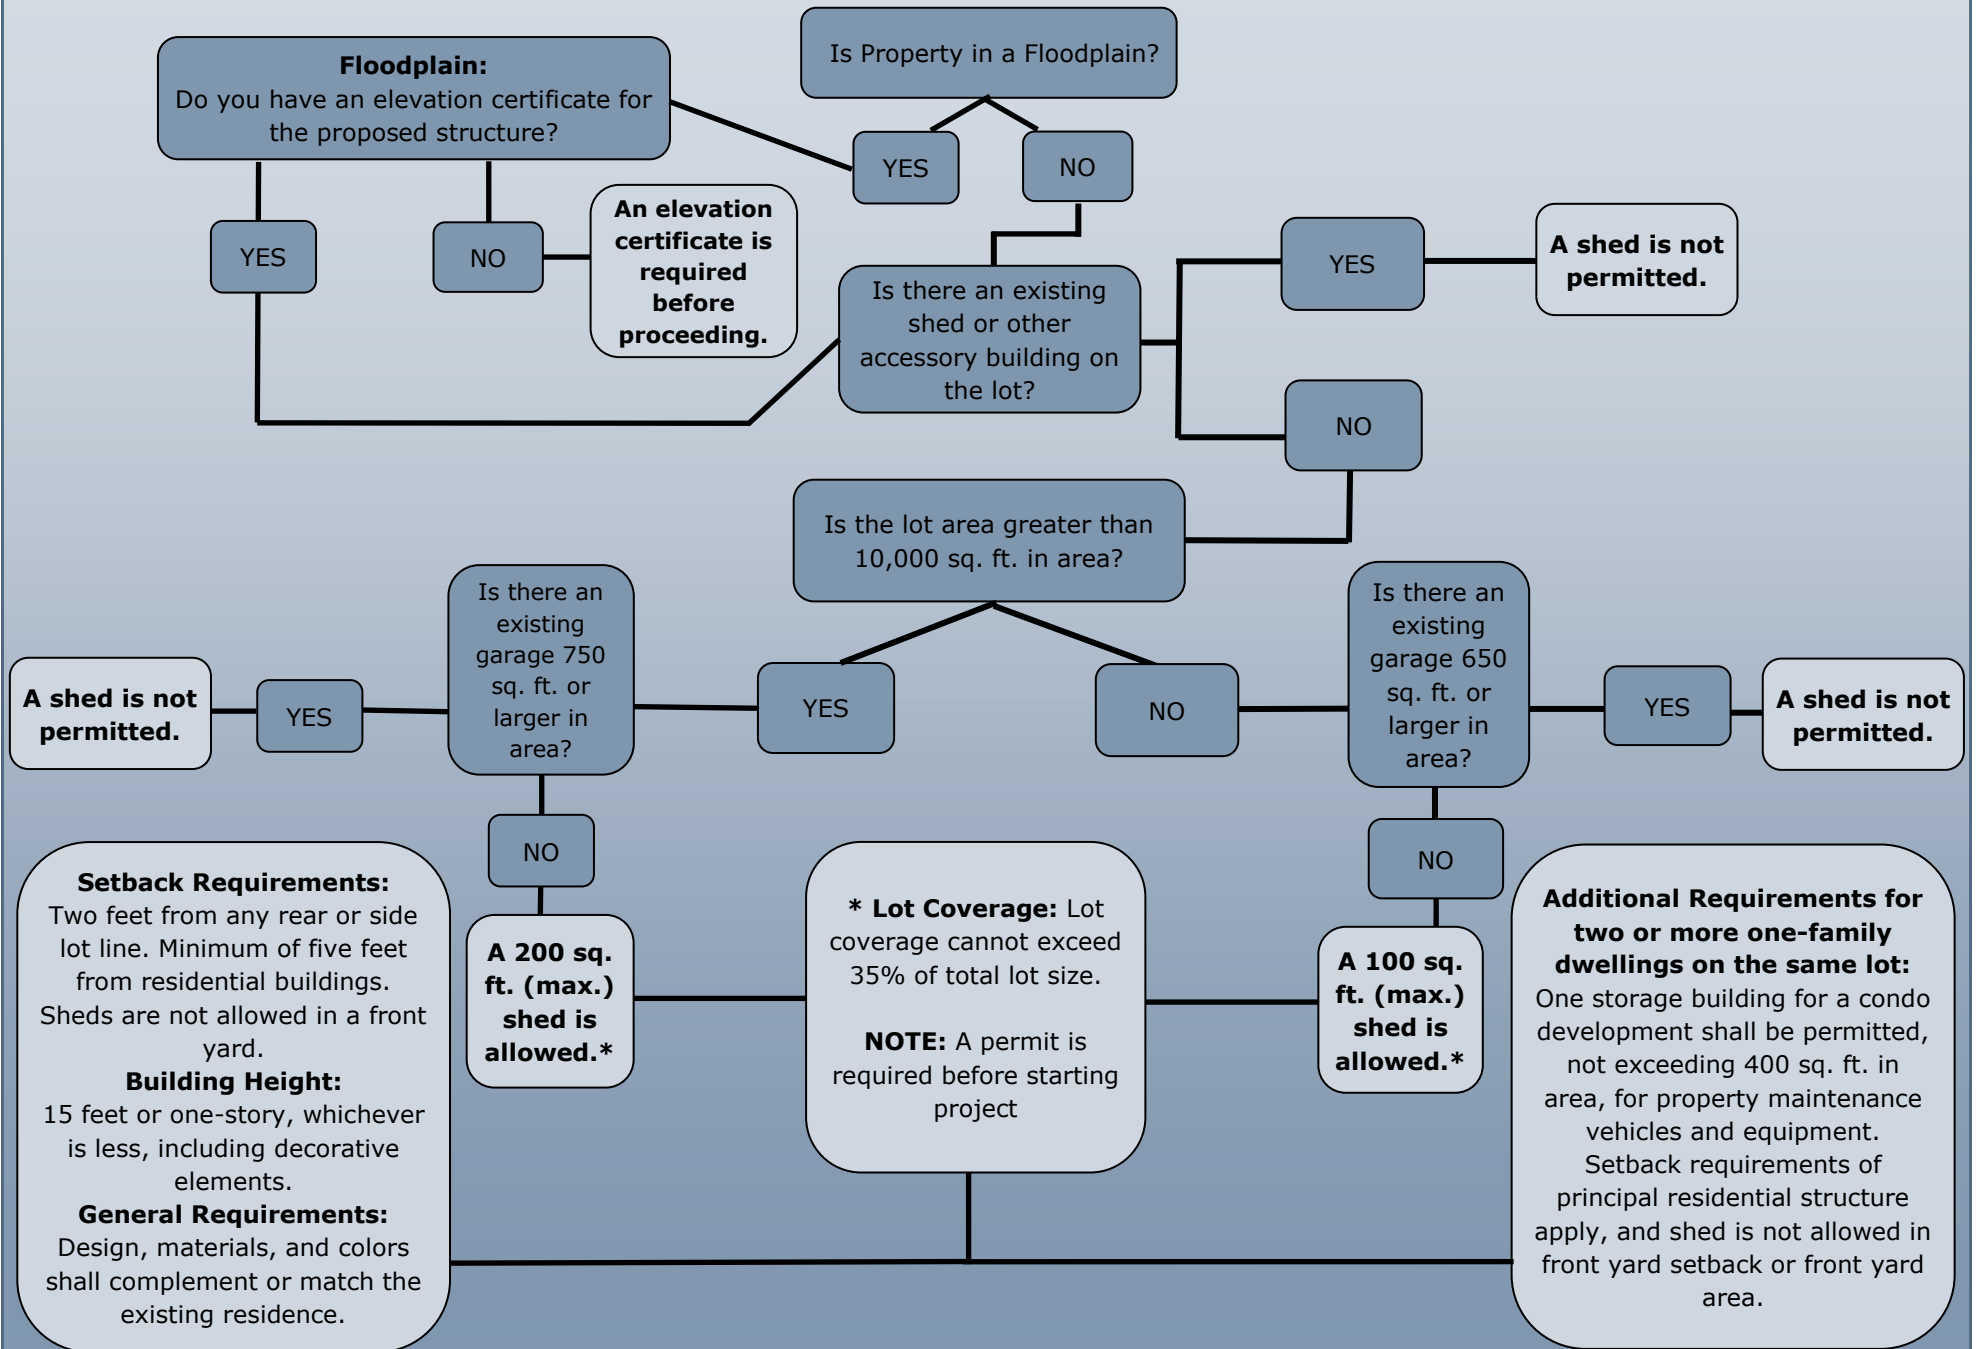 Is Property in a Floodplain?
Floodplain:
Do you have an elevation certificate for
the proposed structure?
YES
NO
YES
NO
An elevation
certificate is
required
before
proceeding.
Is there an existing
shed or other
accessory building on
the lot?
YES
A shed is not
permitted.
NO
Is the lot area greater than
10,000 sq. ft. in area?
YES
NO
Is there an
existing
garage 750
sq. ft. or
larger in
area?
YES
A shed is not
permitted.
NO
A 200 sq.
ft. (max.)
shed is
allowed.*
Is there an
existing
garage 650
sq. ft. or
larger in
area?
YES
A shed is not
permitted.
NO
A 100 sq.
ft. (max.)
shed is
allowed.*
Setback Requirements:
Two feet from any rear or side
lot line. Minimum of five feet
from residential buildings.
Sheds are not allowed in a front
yard.
Building Height:
15 feet or one-story, whichever
is less, including decorative
elements.
General Requirements:
Design, materials, and colors
shall complement or match the
existing residence.
* Lot Coverage: Lot
coverage cannot exceed
35% of total lot size.
NOTE: A permit is
required before starting
project
Additional Requirements for
two or more one-family
dwellings on the same lot:
One storage building for a condo
development shall be permitted,
not exceeding 400 sq. ft. in
area, for property maintenance
vehicles and equipment.
Setback requirements of
principal residential structure
apply, and shed is not allowed in
front yard setback or front yard
area.